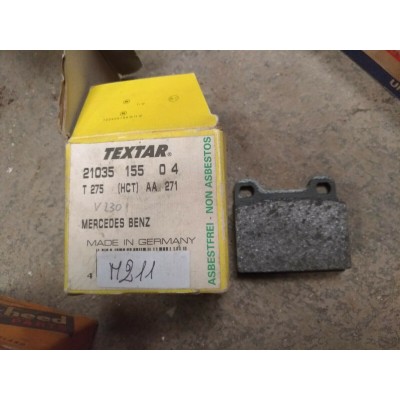 TEXTAR
21035 155 0 4
T 275 (HCT) AA 271
V 230
MERCEDES BENZ
MADE IN GERMANY
4
M211
ASBESTFREI - NON ASBESTOS